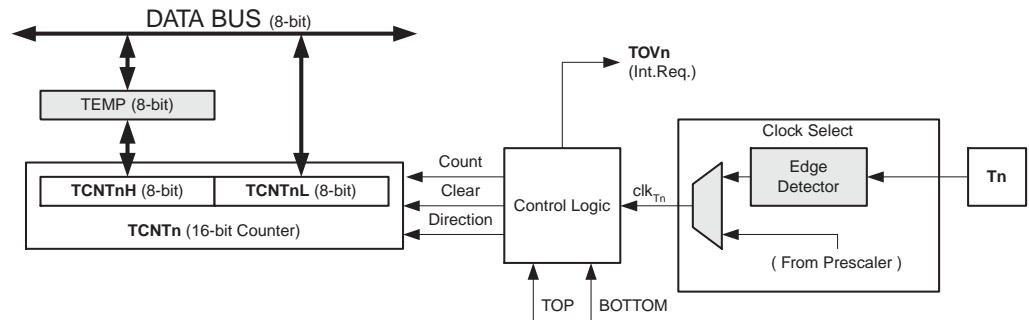 DATA BUS (8-bit)
TOVn
(Int.Req.)
TEMP (8-bit)
Clock Select
Count
Edge
Detector
Tn
TCNTnH (8-bit) TCNTnL (8-bit)
Clear
Control Logic
clkTn
TCNTn (16-bit Counter)
Direction
( From Prescaler )
TOP
BOTTOM